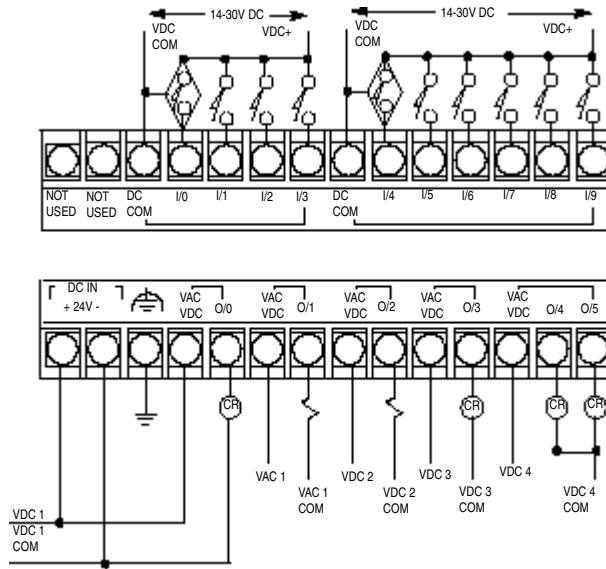 14-30V DC
14-30V DC
VDC
COM
VDC+
VDC
COM
VDC+
NOT
USED
NOT
USED
DC
COM
I/0
I/1
I/2
I/3
DC
COM
I/4
I/5
I/6
I/7
I/8
I/9
DC IN
+ 24V -
VAC
VDC
O/0
VAC
VDC
O/1
VAC
VDC
O/2
VAC
VDC
O/3
VAC
VDC
O/4
O/5
CR
CR
CR
CR
VAC 1
VAC 1
COM
VDC 2
VDC 2
COM
VDC 3
VDC 3
COM
VDC 4
VDC 4
COM
VDC 1
VDC 1
COM